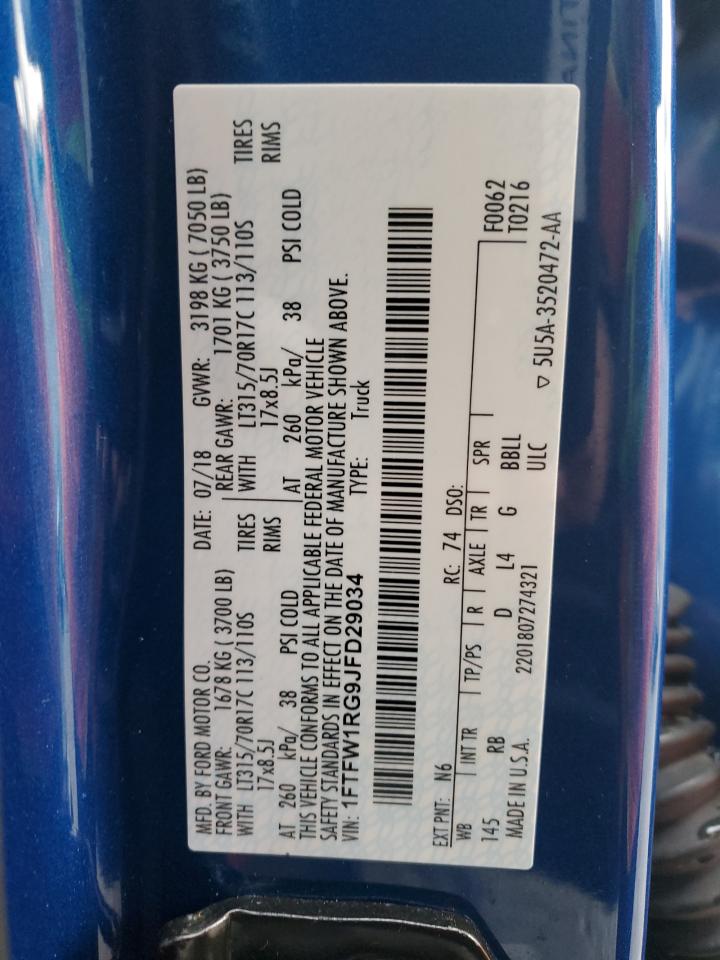 MFD. BY FORD MOTOR CO. DATE: 07/18 GVWR: 3198 KG ( 7050 LB)
FRONT GAWR: 1678 KG ( 3700 LB) REAR GAWR: 1701 KG ( 3750 LB)
WITH LT315/70R17C 113/110S TIRES WITH LT315/70R17C 113/110S TIRES
17x8.5J RIMS 17x8.5J RIMS
AT 260 kPa/ 38 PSI COLD AT 260 kPa/ 38 PSI COLD
THIS VEHICLE CONFORMS TO ALL APPLICABLE FEDERAL MOTOR VEHICLE
SAFETY STANDARDS IN EFFECT ON THE DATE OF MANUFACTURE SHOWN ABOVE.
VIN: 1FTFW1RG9JFD29034 TYPE: Truck
EXT PNT: N6 RC: 74 DSO: F0062
WB INT TR TP/PS R AXLE TR SPR T0216
145 RB D L4 G BBLL
MADE IN U.S.A. 2201807274321 ULC ▽ 5U5A-3520472-AA